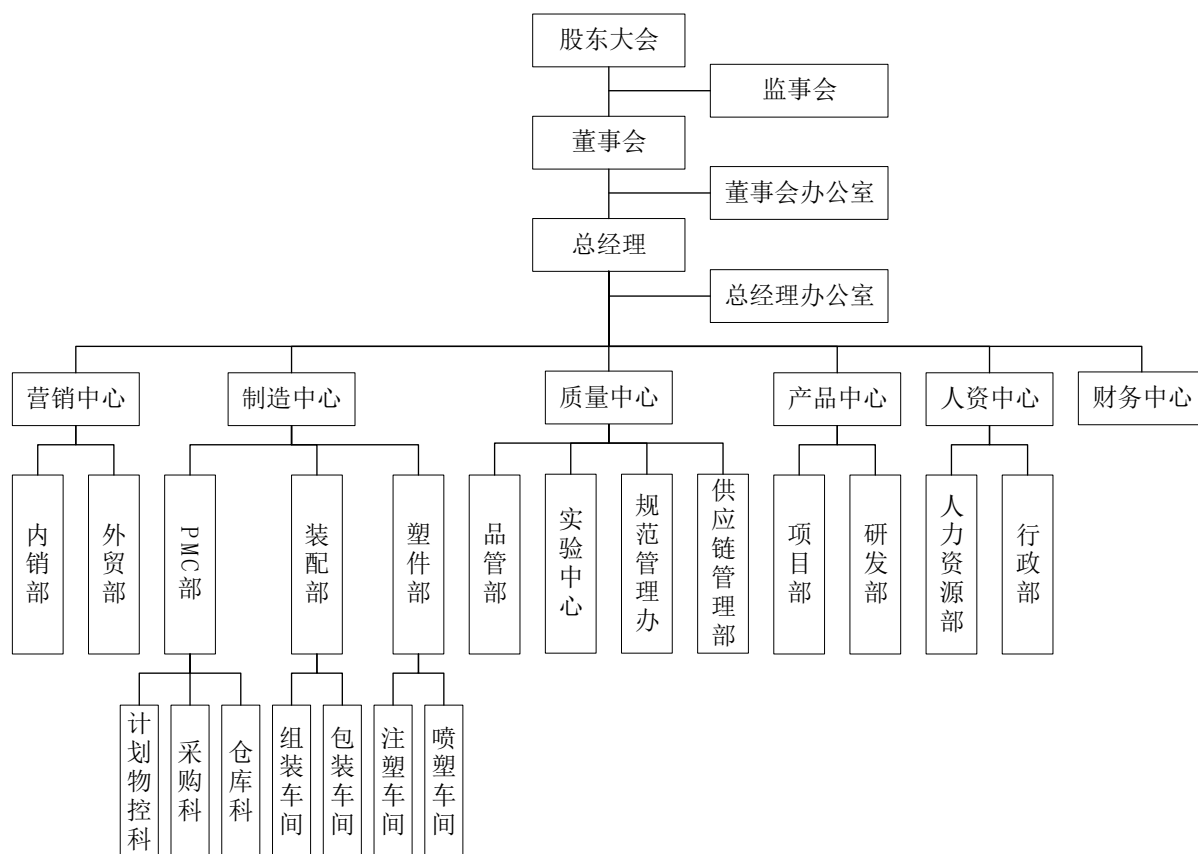 股东大会
监事会
董事会
董事会办公室
总经理
总经理办公室
营销中心
制造中心
质量中心
产品中心
人资中心
财务中心
内销部
外贸部
PMC部
装配部
塑件部
品管部
实验中心
规范管理办
供应链管理部
项目部
研发部
人力资源部
行政部
计划物控科
采购科
仓库科
组装车间
包装车间
注塑车间
喷塑车间